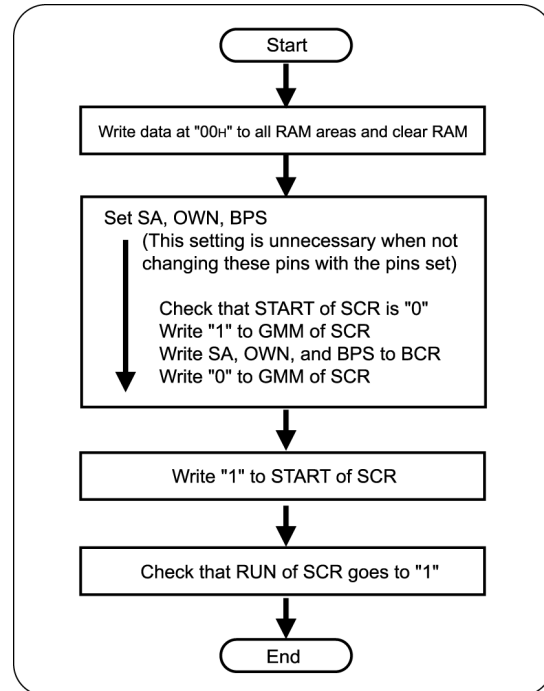 Start
Write data at "00H" to all RAM areas and clear RAM
Set SA, OWN, BPS
(This setting is unnecessary when not
changing these pins with the pins set)
Check that START of SCR is "0"
Write "1" to GMM of SCR
Write SA, OWN, and BPS to BCR
Write "0" to GMM of SCR
Write "1" to START of SCR
Check that RUN of SCR goes to "1"
End